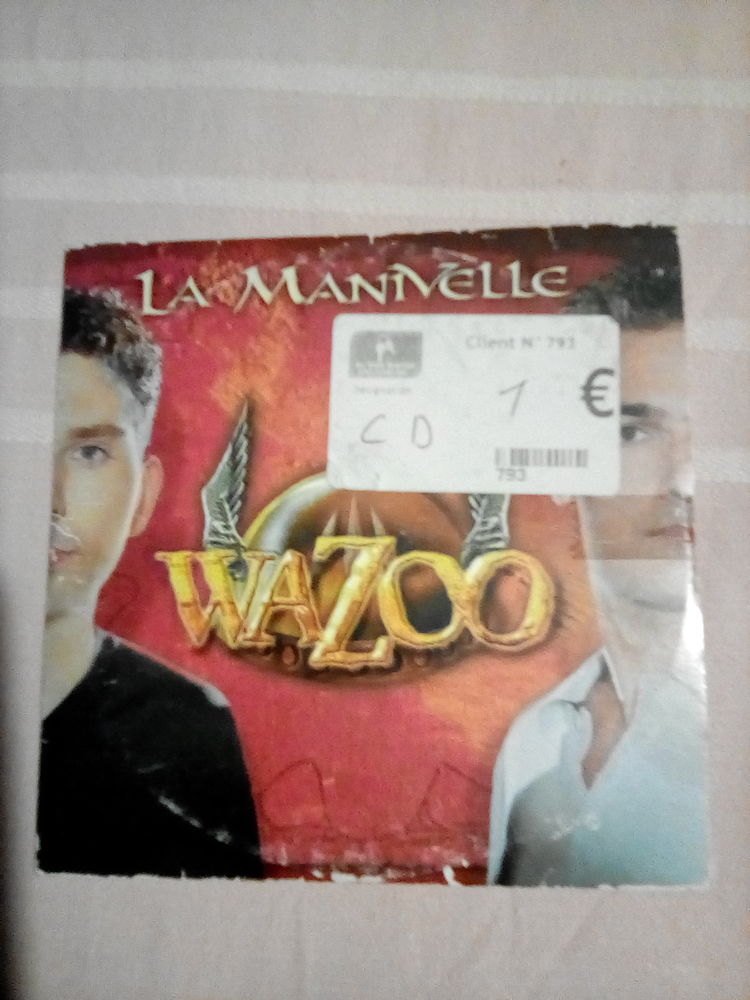 LA MANIVELLE
Client N° 793
CD
1 €
793
WAZOO